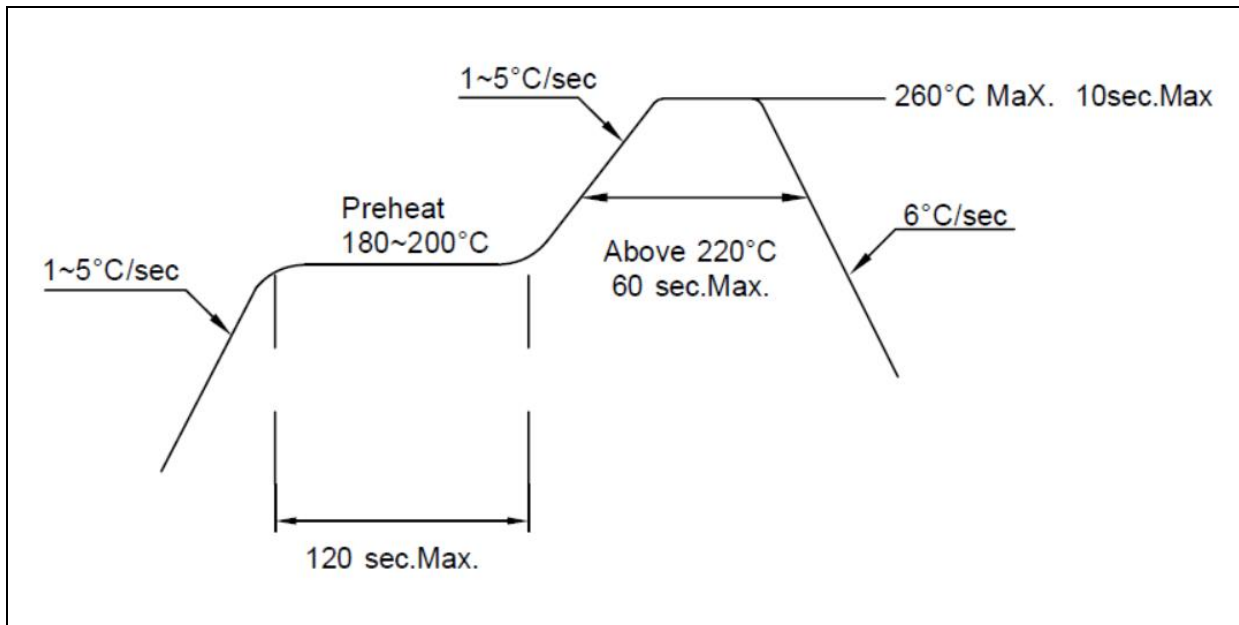 1~5°C/sec
260°C MaX. 10sec.Max
Preheat
180~200°C
6°C/sec
Above 220°C
60 sec.Max.
1~5°C/sec
120 sec.Max.